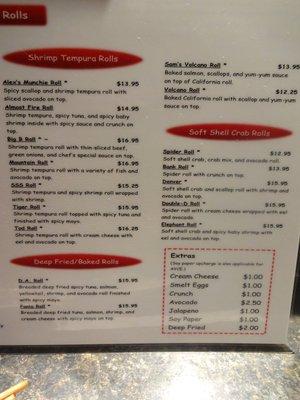 Rolls
Shrimp Tempura Rolls
Alex's Munchie Roll * $13.95
Spicy scallop and shrimp tempura roll with
sliced avocado on top.
Almost Fire Roll $14.95
Shrimp tempura, spicy tuna, and spicy baby
shrimp inside with spicy sauce and crunch on
top.
Big B Roll * $16.95
Shrimp tempura roll with thin sliced beef,
green onions, and chef's special sauce on top.
Mountain Roll * $16.95
Shrimp tempura roll with a variety of fish and
avocado on top.
SSG Roll * $15.25
Shrimp tempura and spicy shrimp roll wrapped
with shrimp.
Tiger Roll * $15.95
Shrimp tempura roll topped with spicy tuna and
finished with spicy mayo.
Tod Roll * $16.25
Shrimp tempura roll with cream cheese with
eel and avocado on top.
Deep Fried/Baked Rolls
D.A. Roll * $15.95
Breaded deep fried spicy tuna, salmon,
yellowtail, shrimp, and avocado roll finished
with spicy mayo.
Roll * $15.95
Breaded deep fried tuna, salmon, shrimp, and
cream cheese with spicy mayo on top.
Sam's Volcano Roll * $13.95
Baked salmon, scallops, and yum-yum sauce
on top of California roll.
Volcano Roll * $12.25
Baked California roll with scallop and yum-yum
sauce on top.
Soft Shell Crab Rolls
Spider Roll * $12.95
Soft shell crab, crab mix, and avocado roll.
Bank Roll * $13.95
Spider roll with crunch on top.
Denver * $15.95
Soft shell crab and scallop roll with shrimp and
avocado on top.
Double-D Roll * $15.95
Spider roll with cream cheese wrapped with eel
and avocado.
Elephant Roll * $15.95
Soft shell crab and spicy baby shrimp with
eel and avocado on top.
Extras
(Soy paper upcharge is also applicable for
AYCE.)
Cream Cheese $1.00
Smelt Eggs $1.00
Crunch $1.00
Avocado $2.50
Jalapeno $1.00
Soy Paper $1.00
Deep Fried $2.00